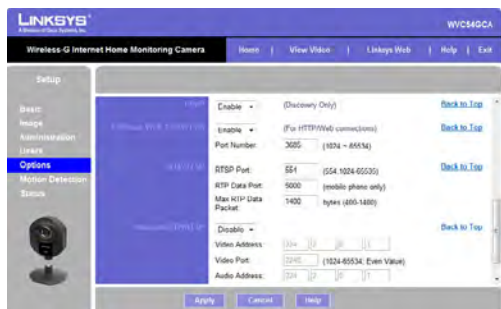 LINKSYS®
A Division of Cisco Systems, Inc.
WVC54GCA
Wireless-G Internet Home Monitoring Camera
Home | View Video | Linksys Web | Help | Exit
Setup
Basic
Image
Administration
Users
Options
Motion Detection
Status
Enable (Discovery Only) Back to Top
Enable (For HTTP/Web connections) Back to Top
Port Number: (1024 ~ 65534)
RTSP Port: (554,1024-65535) Back to Top
RTP Data Port: 5000 (mobile phone only)
Max RTP Data Packet: 1400 bytes (400-1400)
Disable Back to Top
Video Address:
Video Port: (1024-65534; Even Value)
Audio Address:
Apply Cancel Help